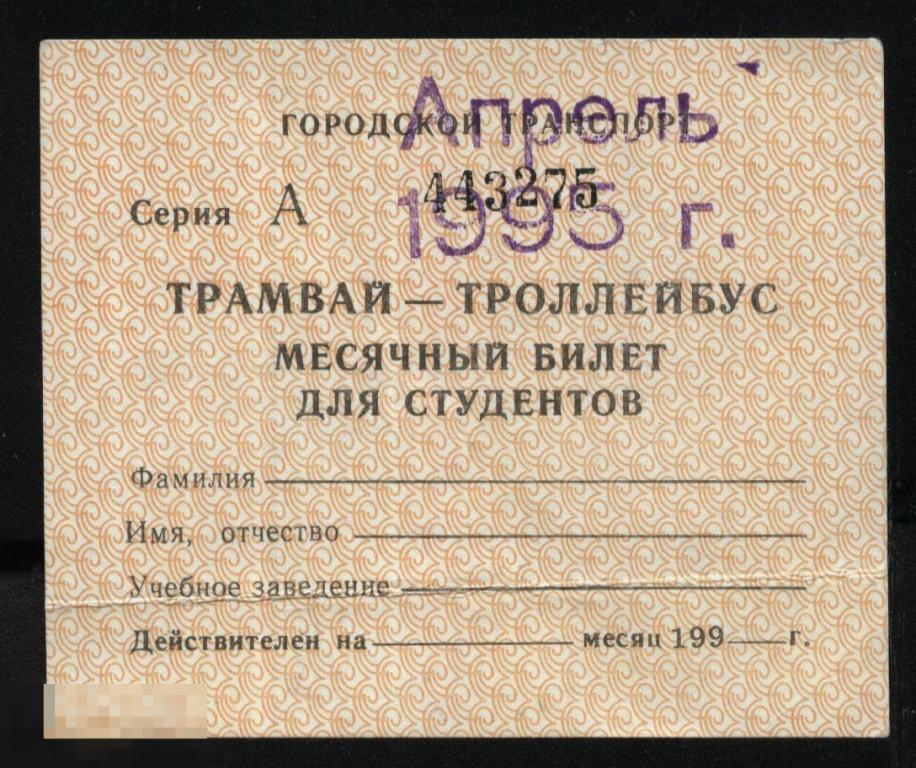 Апрель
ГОРОДСКОЙ ТРАНСПОРТ
Серия А 443275
1995 г.
ТРАМВАЙ — ТРОЛЛЕЙБУС
МЕСЯЧНЫЙ БИЛЕТ
ДЛЯ СТУДЕНТОВ
Фамилия
Имя, отчество
Учебное заведение
Действителен на месяц 199 г.